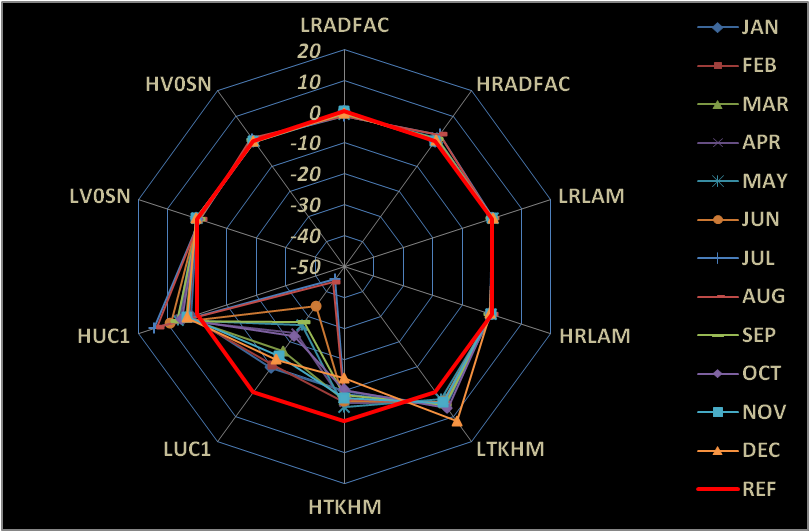 LRADFAC
HRADFAC
LRLAM
HRLAM
LTKHM
HTKHM
LUC1
HUC1
LV0SN
HV0SN
20
10
0
-10
-20
-30
-40
-50
JAN
FEB
MAR
APR
MAY
JUN
JUL
AUG
SEP
OCT
NOV
DEC
REF